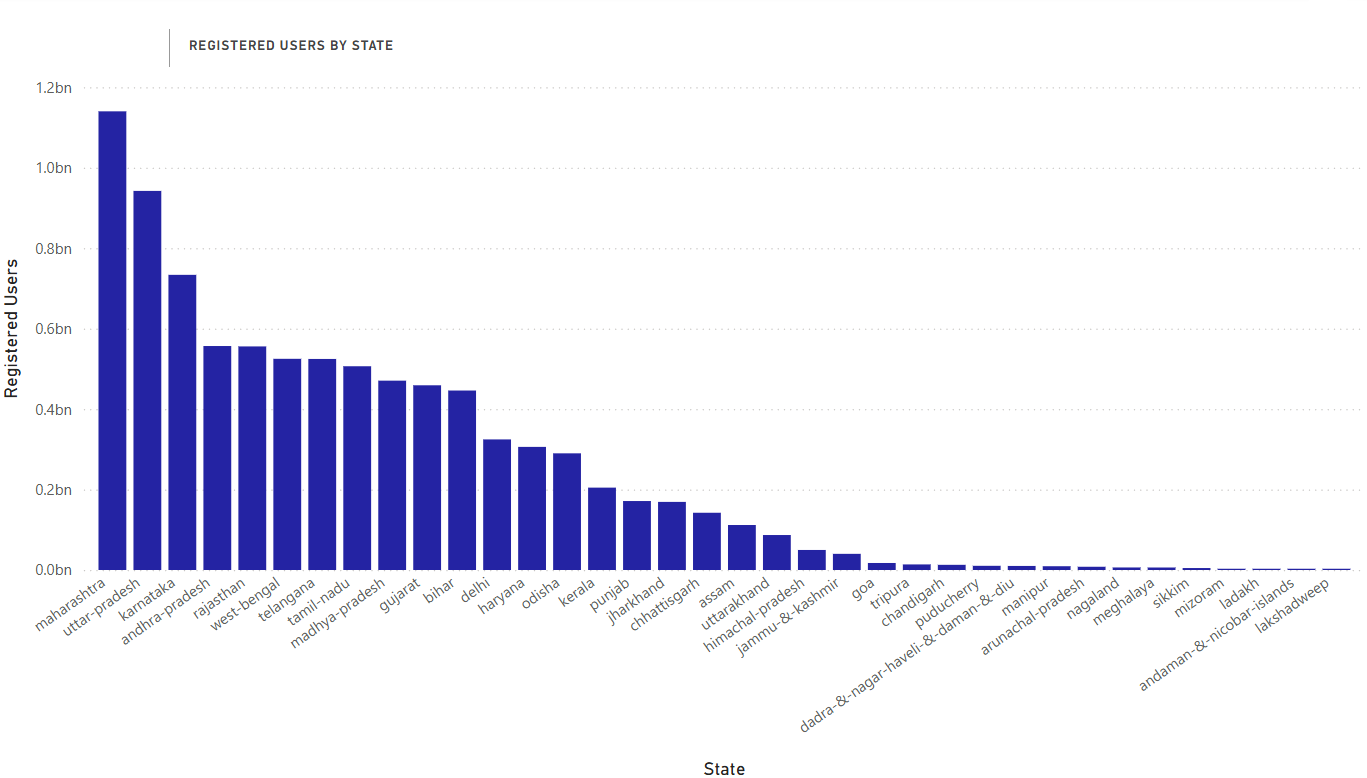 REGISTERED USERS BY STATE
1.2bn
1.0bn
0.8bn
0.6bn
0.4bn
0.2bn
0.0bn
Registered Users
maharashtra
uttar-pradesh
karnataka
andhra-pradesh
rajasthan
west-bengal
telangana
tamil-nadu
madhya-pradesh
gujarat
bihar
delhi
haryana
odisha
kerala
punjab
jharkhand
chhattisgarh
assam
uttarakhand
himachal-pradesh
jammu-&-kashmir
goa
tripura
chandigarh
puducherry
dadra-&-nagar-haveli-&-daman-&-diu
manipur
arunachal-pradesh
nagaland
meghalaya
sikkim
mizoram
ladakh
andaman-&-nicobar-islands
lakshadweep
State